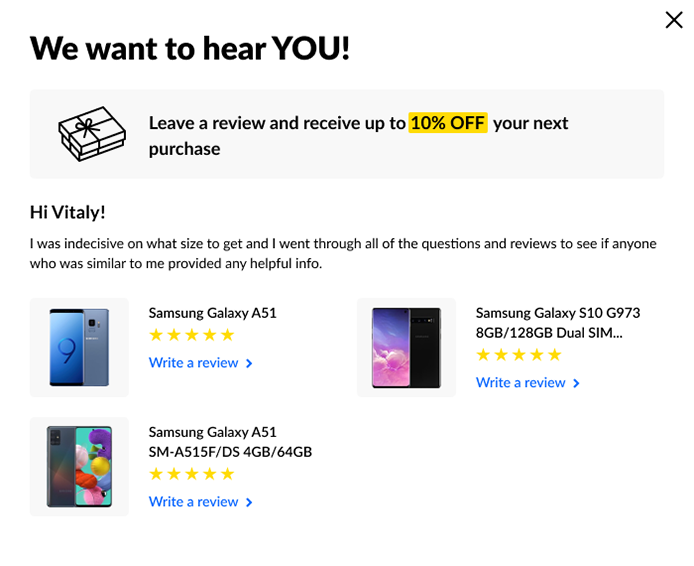 We want to hear YOU!
Leave a review and receive up to 10% OFF your next
purchase
Hi Vitaly!
I was indecisive on what size to get and I went through all of the questions and reviews to see if anyone
who was similar to me provided any helpful info.
Samsung Galaxy A51
Write a review
Samsung Galaxy S10 G973
8GB/128GB Dual SIM...
Write a review
Samsung Galaxy A51
SM-A515F/DS 4GB/64GB
Write a review
9